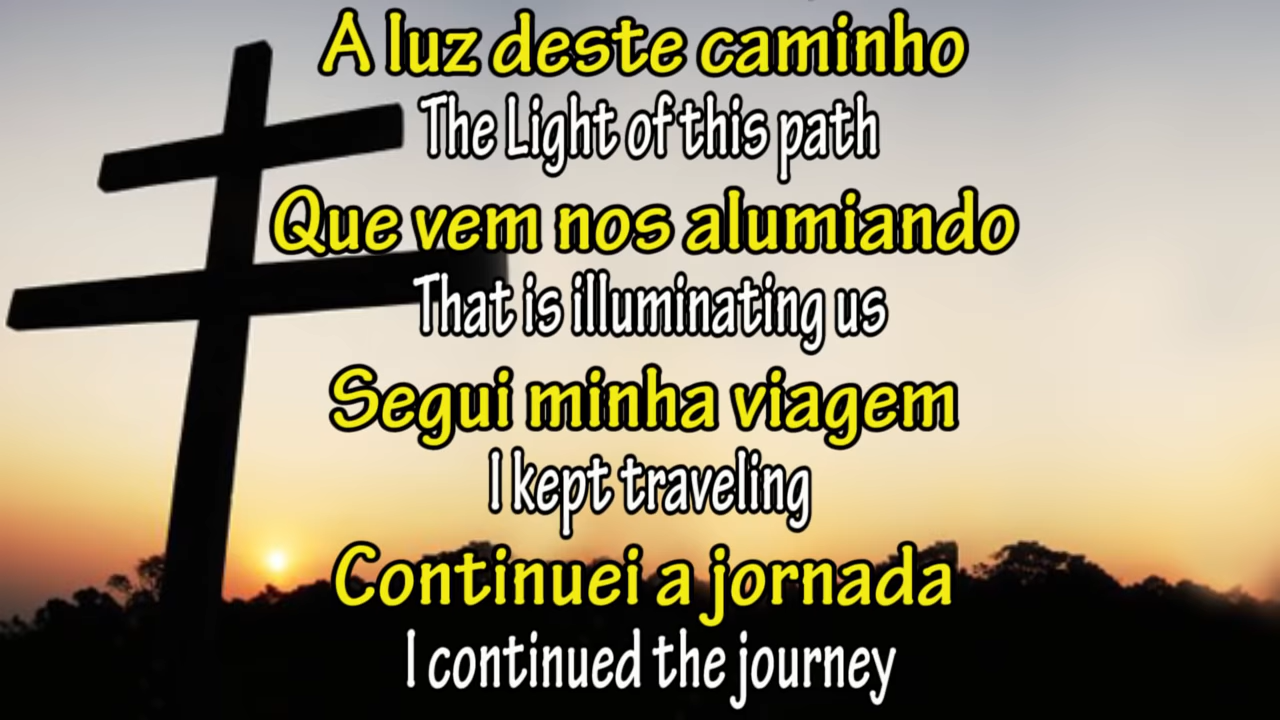 A luz deste caminho
The Light of this path
Que vem nos alumiando
That is illuminating us
Segui minha viagem
I kept traveling
Continuei a jornada
I continued the journey